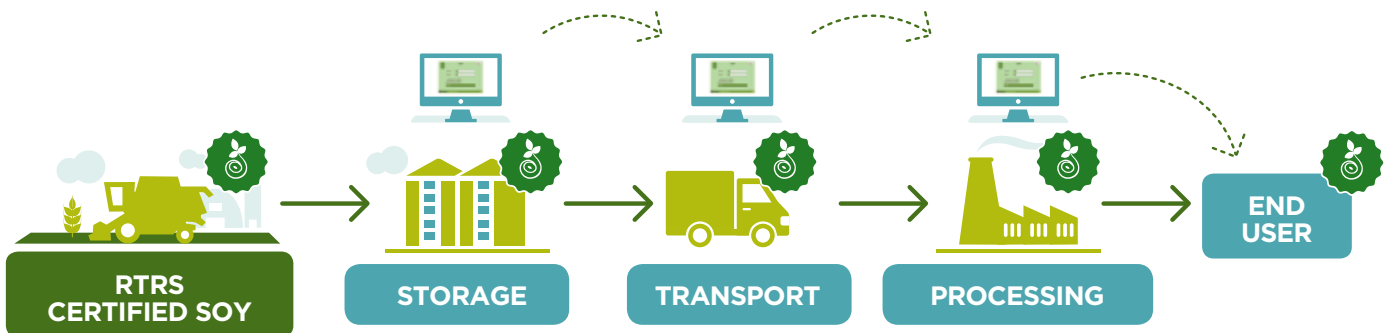 RTRS
CERTIFIED SOY
STORAGE
TRANSPORT
PROCESSING
END
USER